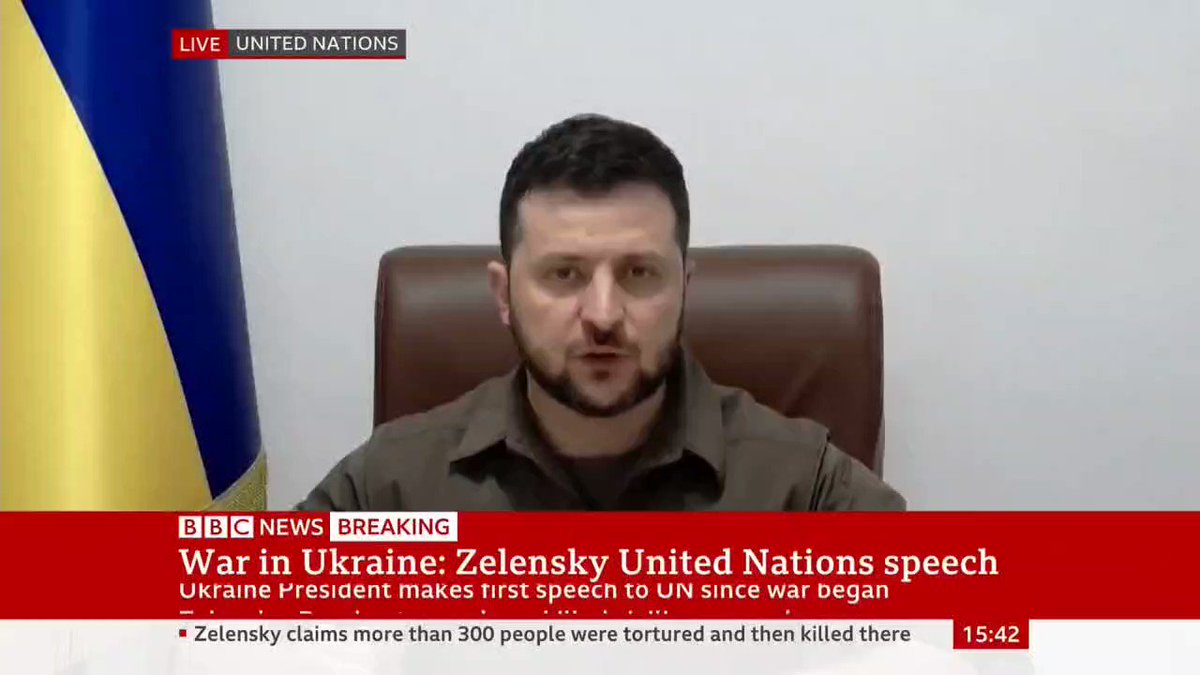 LIVE UNITED NATIONS
BBC NEWS BREAKING
War in Ukraine: Zelensky United Nations speech
Ukraine President makes first speech to UN since war began
Zelensky claims more than 300 people were tortured and then killed there
15:42